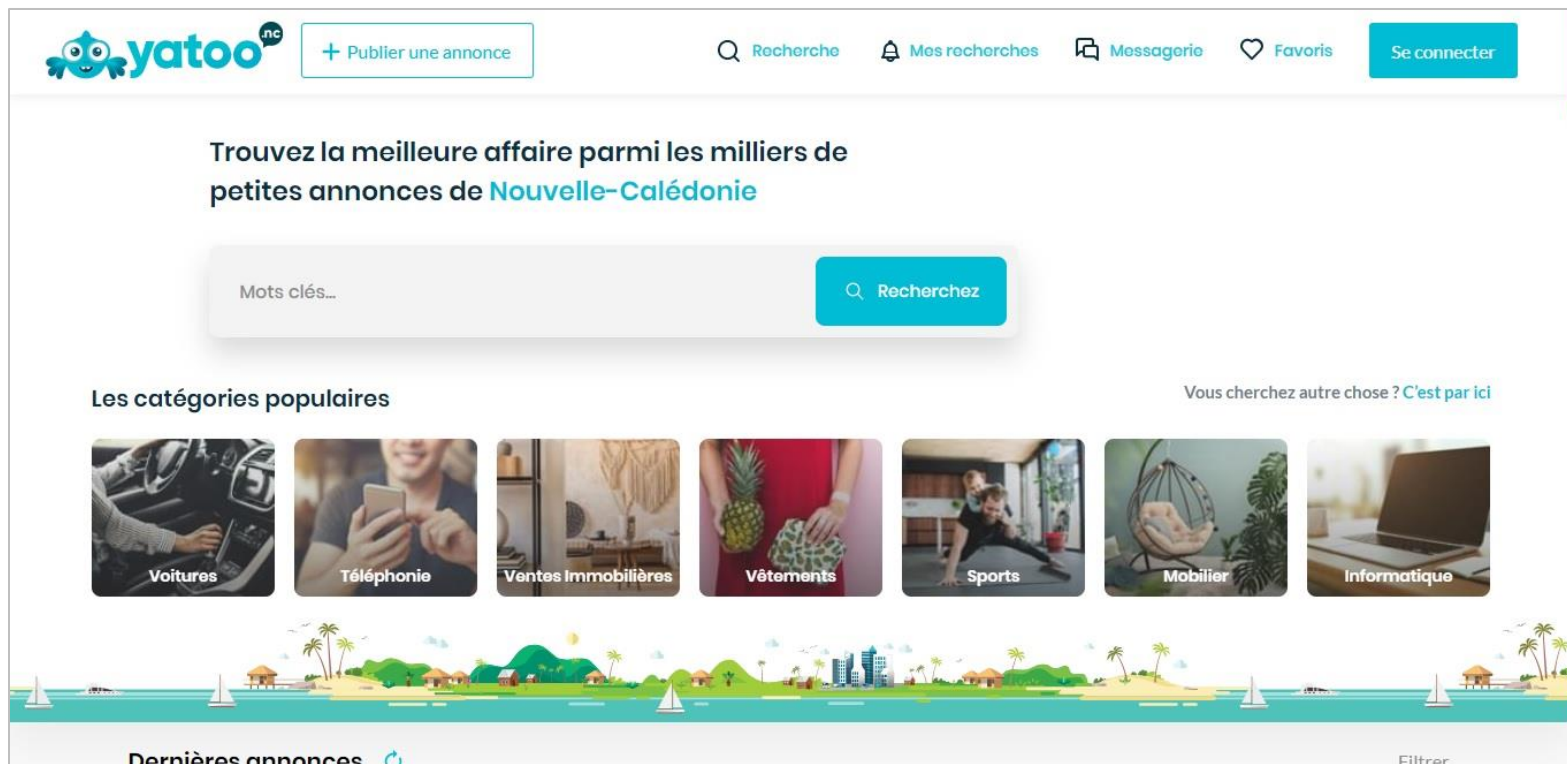 yatoo.nc
+ Publier une annonce
Recherche
Mes recherches
Messagerie
Favoris
Se connecter
Trouvez la meilleure affaire parmi les milliers de
petites annonces de Nouvelle-Calédonie
Mots clés...
Recherchez
Les catégories populaires
Vous cherchez autre chose ? C'est par ici
Voitures
Téléphonie
Ventes Immobilières
Vêtements
Sports
Mobilier
Informatique
Dernières annonces
Filtrer